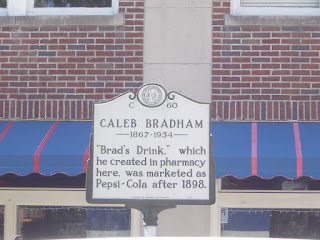 C 60
CALEB BRADHAM
1867-1934
"Brad's Drink," which
he created in pharmacy
here, was marketed as
Pepsi-Cola after 1898.